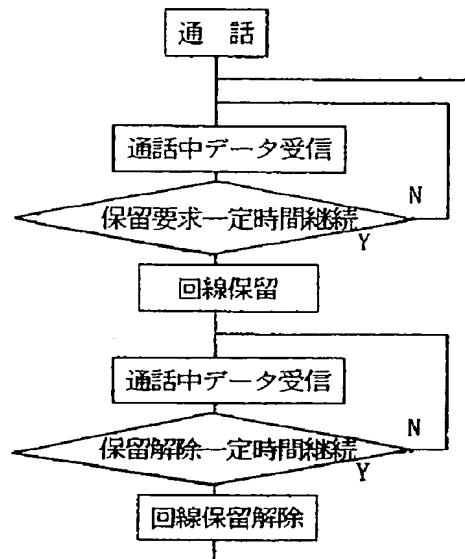 通 話
通話中データ受信
保留要求一定時間継続
N
Y
回線保留
通話中データ受信
保留解除一定時間継続
N
Y
回線保留解除